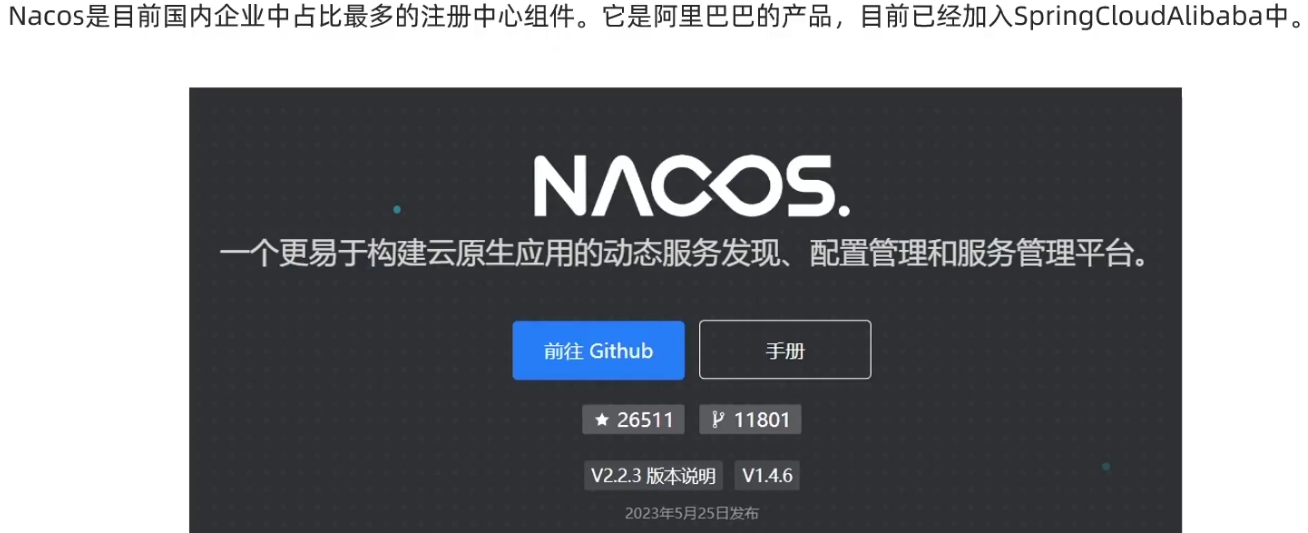 Nacos是目前国内企业中占比最多的注册中心组件。它是阿里巴巴的产品，目前已经加入SpringCloudAlibaba中。
NACOS.
一个更易于构建云原生应用的动态服务发现、配置管理和服务管理平台。
前往 Github 手册
26511 11801
V2.2.3 版本说明 V1.4.6
2023年5月25日发布